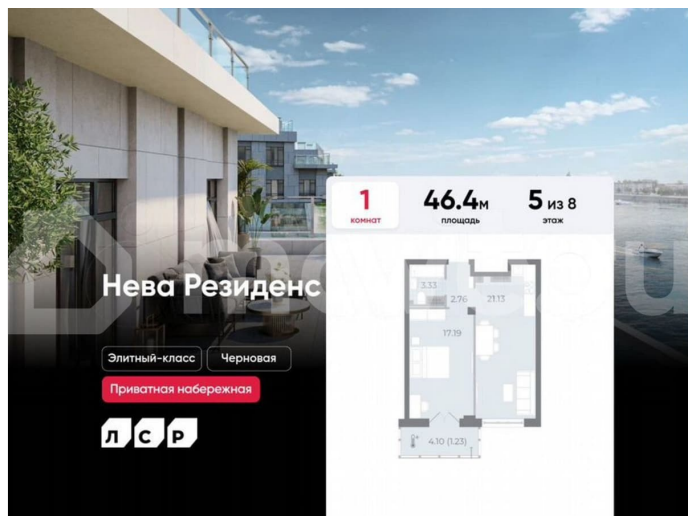 1
комнат
46.4м
площадь
5 из 8
этаж
Нева Резиденс
Элитный-класс
Черновая
Приватная набережная
ЛСР
3.33
2.76
21.13
17.19
4.10 (1.23)